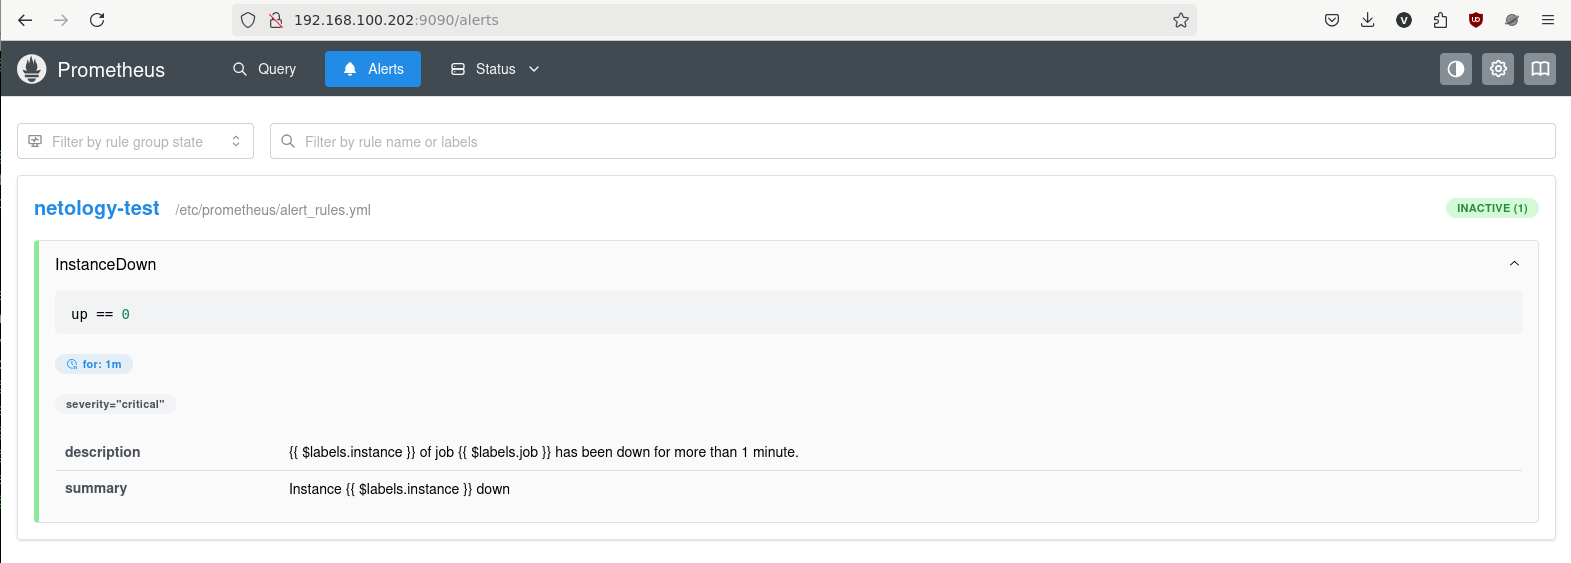 192.168.100.202:9090/alerts
Prometheus
Query
Alerts
Status
Filter by rule group state
Filter by rule name or labels
netology-test /etc/prometheus/alert_rules.yml
INACTIVE (1)
InstanceDown
up == 0
for: 1m
severity="critical"
description {{ $labels.instance }} of job {{ $labels.job }} has been down for more than 1 minute.
summary Instance {{ $labels.instance }} down